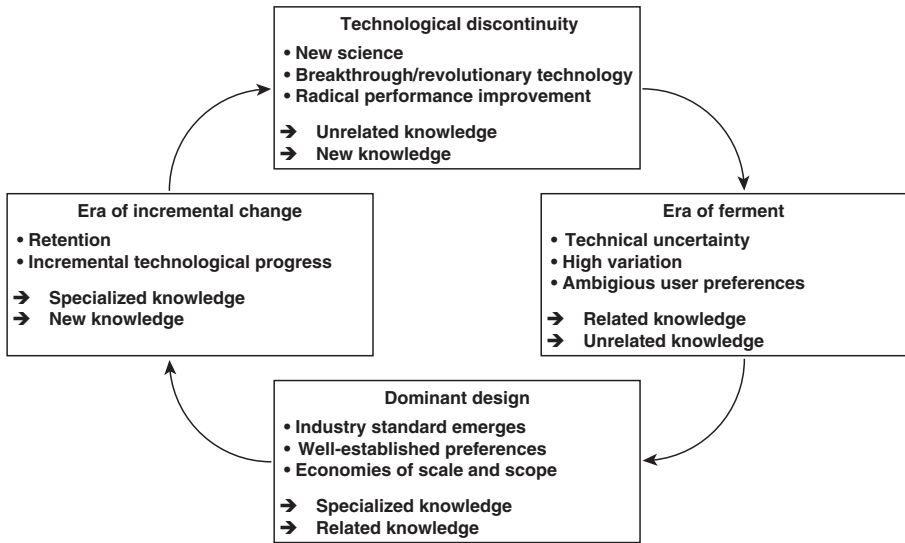 Technological discontinuity
• New science
• Breakthrough/revolutionary technology
• Radical performance improvement
➔ Unrelated knowledge
➔ New knowledge
Era of incremental change
• Retention
• Incremental technological progress
➔ Specialized knowledge
➔ New knowledge
Era of ferment
• Technical uncertainty
• High variation
• Ambigious user preferences
➔ Related knowledge
➔ Unrelated knowledge
Dominant design
• Industry standard emerges
• Well-established preferences
• Economies of scale and scope
➔ Specialized knowledge
➔ Related knowledge